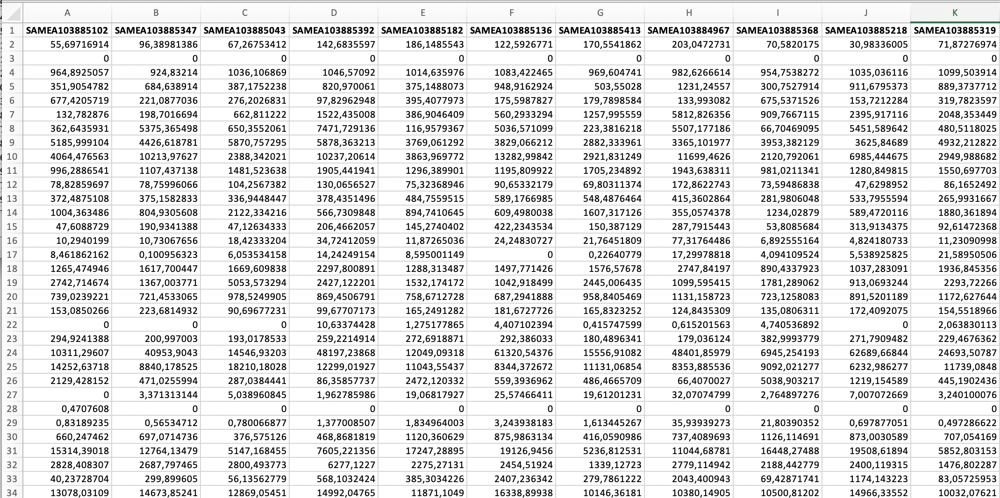 A B C D E F G H I J K
1 SAMEA103885102 SAMEA103885347 SAMEA103885043 SAMEA103885392 SAMEA103885182 SAMEA103885136 SAMEA103885413 SAMEA103884967 SAMEA103885368 SAMEA103885218 SAMEA103885319
2 55,69716914 96,38981386 67,26753412 142,6835597 186,1485543 122,5926771 170,5541862 203,0472731 70,5820175 30,98336005 71,87276974
3 0 0 0 0 0 0 0 0 0 0 0
4 964,8925057 924,83214 1036,106869 1046,57092 1014,635976 1083,422465 969,604741 982,6266614 954,7538272 1035,036116 1099,503914
5 351,9054782 684,638914 387,1752238 820,970061 375,1488073 948,9162924 503,55028 1231,24557 300,7527914 911,6795373 889,3737712
6 677,4205719 221,0877036 276,2026831 97,82962948 395,4077973 175,5987827 179,7898584 133,993082 675,5371526 153,7212284 319,7823597
7 132,782876 198,7016694 662,811222 1522,435008 386,9046409 560,2933294 1257,995559 5812,826356 909,7667115 2395,917116 2048,353449
8 362,6435931 5375,365498 650,3552061 7471,729136 116,9579367 5036,571099 223,3816218 5507,177186 66,70469095 5451,589642 480,5118025
9 5185,999104 4426,618781 5870,757295 5878,363213 3769,061292 3829,066212 2882,333961 3365,101977 3953,382129 3625,84689 4932,212822
10 4064,476563 10213,97627 2388,342021 10237,20614 3863,969772 13282,99842 2921,831249 11699,4626 2120,792061 6985,444675 2949,988682
11 996,2886541 1107,437138 1481,523638 1905,441941 1296,389901 1195,809922 1705,234892 1943,638311 981,0211341 1280,849815 1550,697703
12 78,82859697 78,75996066 104,2567382 130,0656527 75,32368946 90,65332179 69,80311374 172,8622743 73,59486838 47,6298952 86,1652492
13 372,4875108 375,1582833 336,9448447 378,4351496 484,7559515 589,1766985 548,4876464 415,3602864 281,9806048 533,7955594 265,9931667
14 1004,363486 804,9305608 2122,334216 566,7309848 894,7410645 609,4980038 1607,317126 355,0574378 1234,02879 589,4720116 1880,361894
15 47,6088729 190,9341388 47,12634333 206,4662057 145,2740402 422,2343534 150,387129 287,7915443 53,8085684 313,9134375 92,61472368
16 10,2940199 10,73067656 18,42333204 34,72412059 11,87265036 24,24830727 21,76451809 77,31764486 6,892555164 4,824180733 11,23090998
17 8,461862162 0,100956323 6,053534158 14,24249154 8,595001149 0 0,22640779 17,29978818 4,094109524 5,538925825 21,58950506
18 1265,474946 1617,700447 1669,609838 2297,800891 1288,313487 1497,771426 1576,57678 2747,84197 890,4337923 1037,283091 1936,845356
19 2742,714674 1367,003771 5053,573294 2427,122201 1532,174172 1042,918499 2445,006435 1099,595415 1781,289062 913,0693244 2293,72266
20 739,0239221 721,4533065 978,5249905 869,4506791 758,6712728 687,2941888 958,8405469 1131,158723 723,1258083 891,5201189 1172,627644
21 153,0850266 223,6814932 90,69677231 99,67707173 165,2491282 181,6727726 165,8323252 124,8435309 135,0806311 172,4092075 154,5518966
22 0 0 0 10,63374428 1,275177865 4,407102394 0,415747599 0,615201563 4,740536892 0 2,063830113
23 294,9241388 200,997003 193,0178533 259,2214914 272,6918871 292,386033 180,4896341 179,036124 382,9993779 271,7909482 229,4676362
24 10311,29607 40953,9043 14546,93203 48197,23868 12049,09318 61320,54376 15556,91082 48401,85979 6945,254193 62689,66844 24693,50787
25 14252,63718 8840,178525 18210,18028 12299,01927 11043,55437 8344,372672 11131,06854 8353,885536 9092,021277 6232,986277 11739,0848
26 2129,428152 471,0255994 287,0384441 86,35857737 2472,120332 559,3936962 486,4665709 66,4070027 5038,903217 1219,154589 445,1902436
27 0 3,371313144 5,038960845 1,962785986 19,06817927 25,57466411 19,61201231 32,07074799 2,764897276 7,007072669 3,240100076
28 0,4707608 0 0 0 0 0 0 0 0 0 0
29 0,83189235 0,56534712 0,780066877 1,377008507 1,834964003 3,243938183 1,613445267 35,93939273 21,80390352 0,697877051 0,497286622
30 660,247462 697,0714736 376,575126 468,8681819 1120,360629 875,9863134 416,0590986 737,4089693 1126,114691 873,0030589 707,054169
31 15314,39018 12764,13479 5147,168455 7605,221356 17247,28895 19126,9456 5236,812531 11044,68781 16448,27488 19508,61894 5852,803153
32 2828,408307 2687,797465 2800,493773 6277,1227 2275,27131 2454,51924 1339,12723 2779,114942 2188,442779 2400,119315 1476,802287
33 40,23728704 299,899605 56,13562779 568,1032424 385,3034226 2407,236342 279,7861222 2043,400943 69,42871741 1174,143223 83,05725953
34 13078,03109 14673,85241 12869,05451 14992,04765 11871,1049 16338,89938 10146,36181 10380,14905 10500,81202 14966,33552 10032,07621